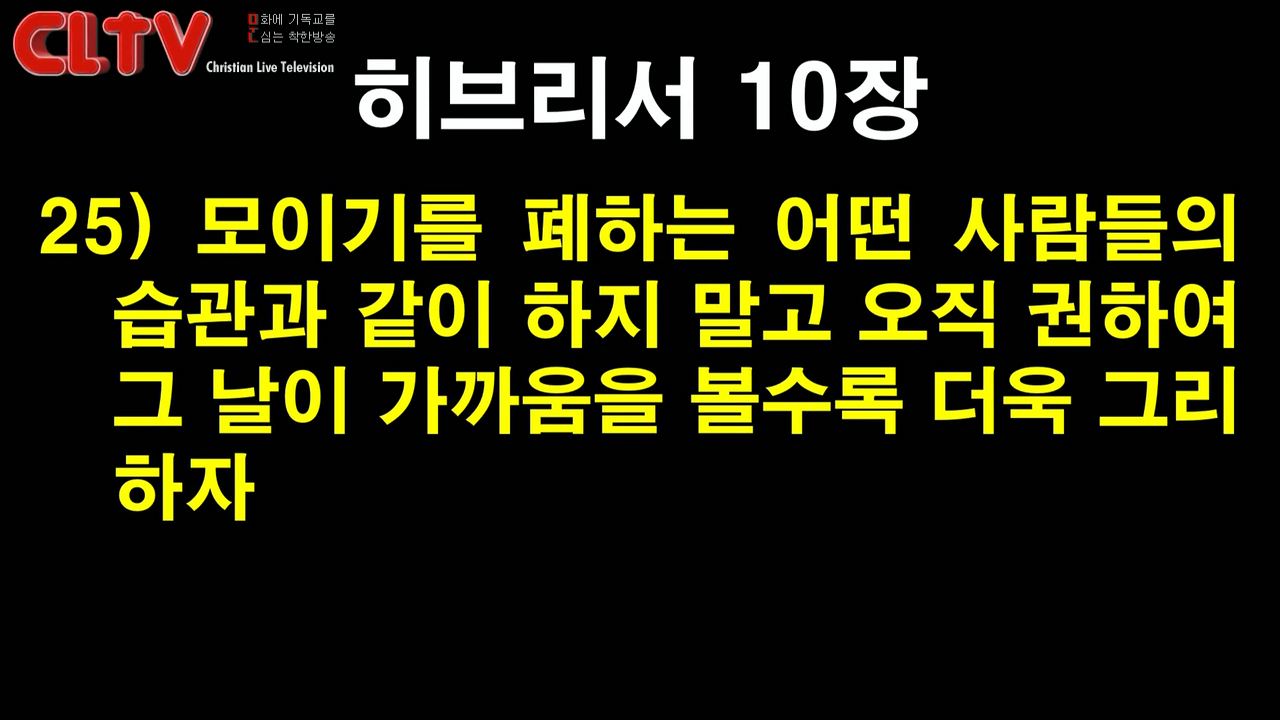 CLTV
문화에 기독교를
심는 착한방송
Christian Live Television
히브리서 10장
25) 모이기를 폐하는 어떤 사람들의
습관과 같이 하지 말고 오직 권하여
그 날이 가까움을 볼수록 더욱 그리
하자